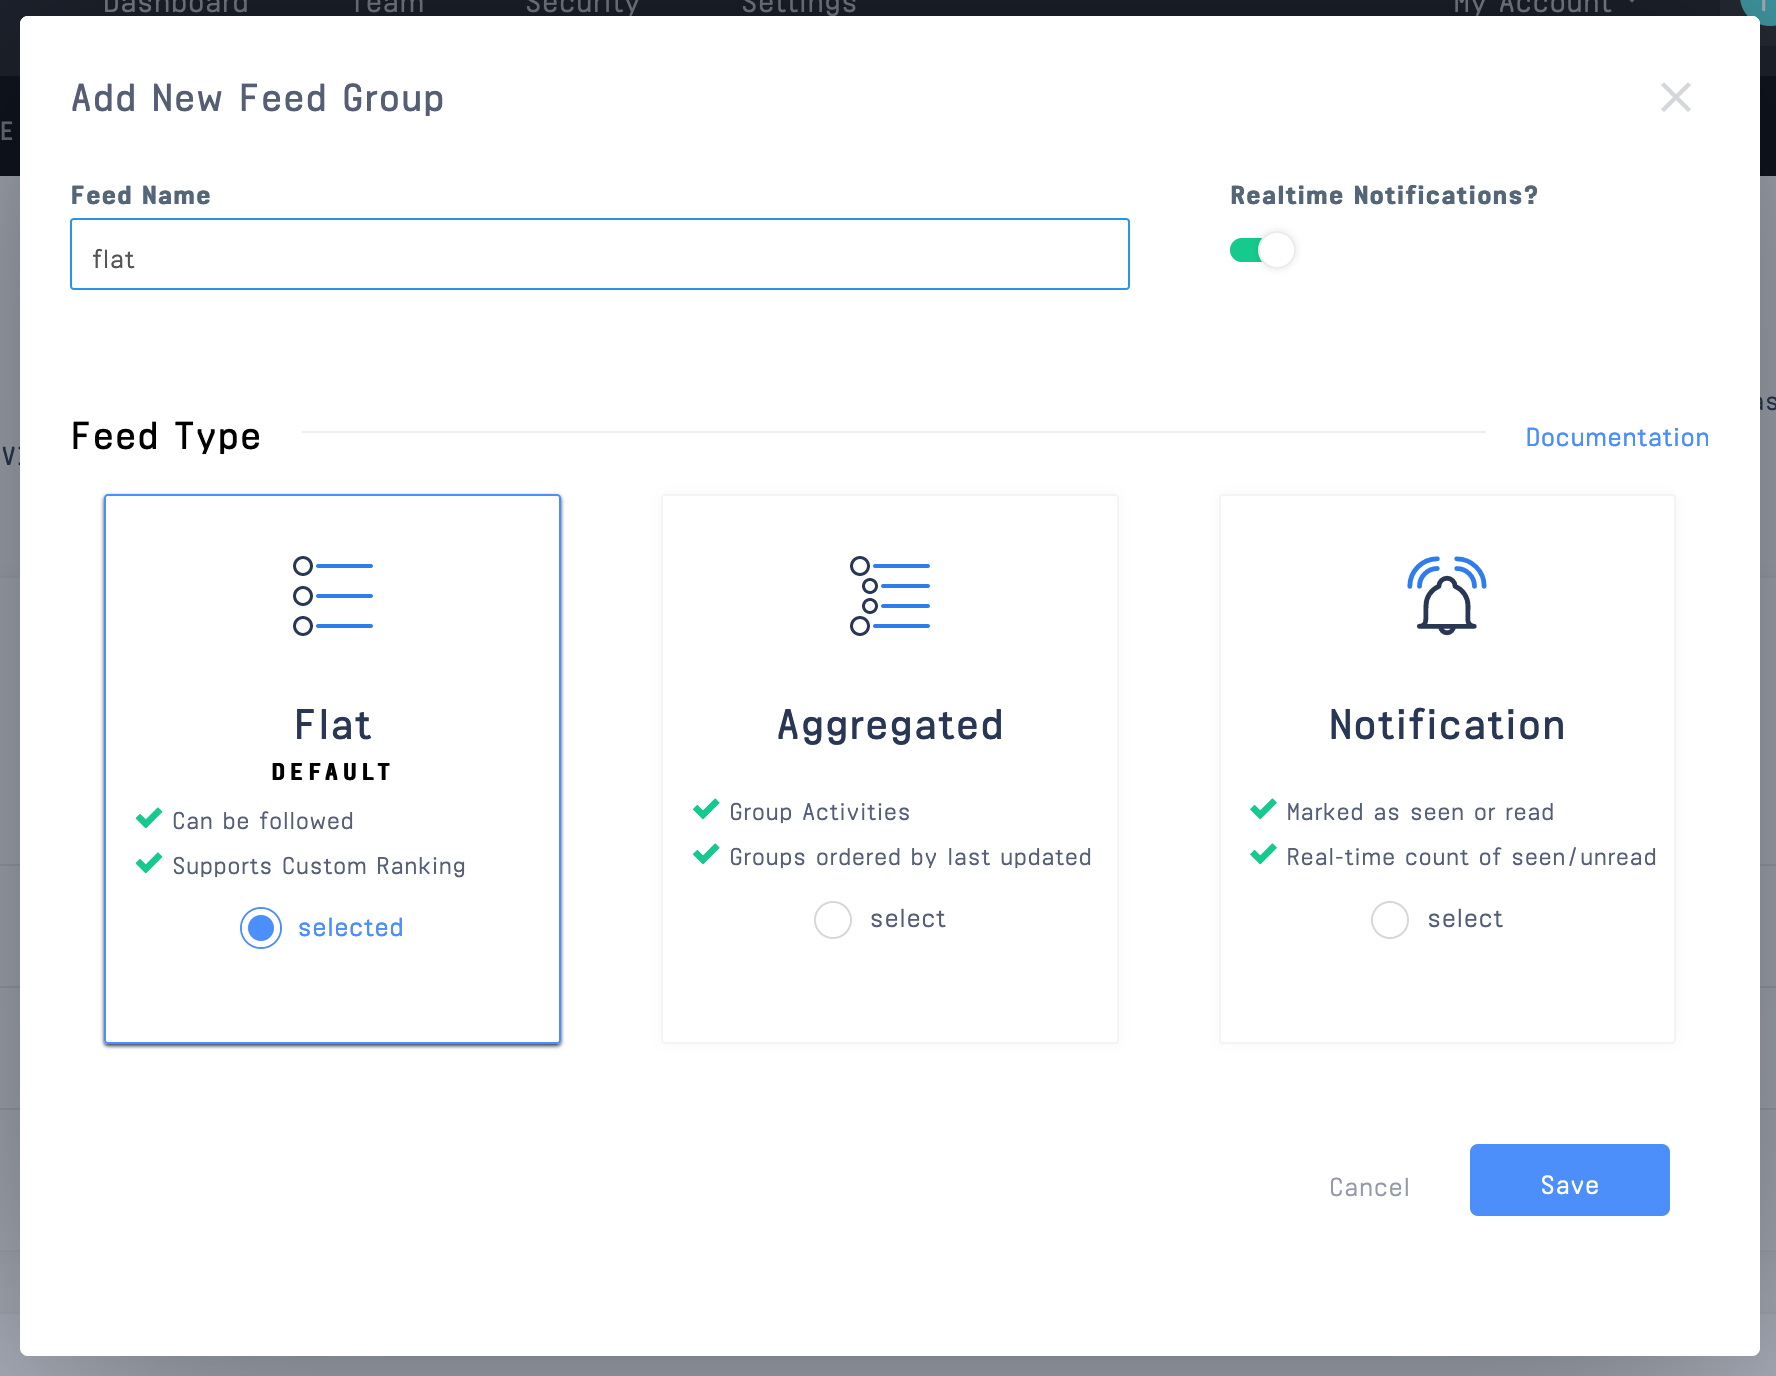 Dashboard Team Security Settings My Account
Add New Feed Group
E
Feed Name
Realtime Notifications?
flat
as
Feed Type
Documentation
Flat
DEFAULT
Can be followed
Supports Custom Ranking
selected
Aggregated
Group Activities
Groups ordered by last updated
select
Notification
Marked as seen or read
Real-time count of seen/unread
select
Cancel
Save